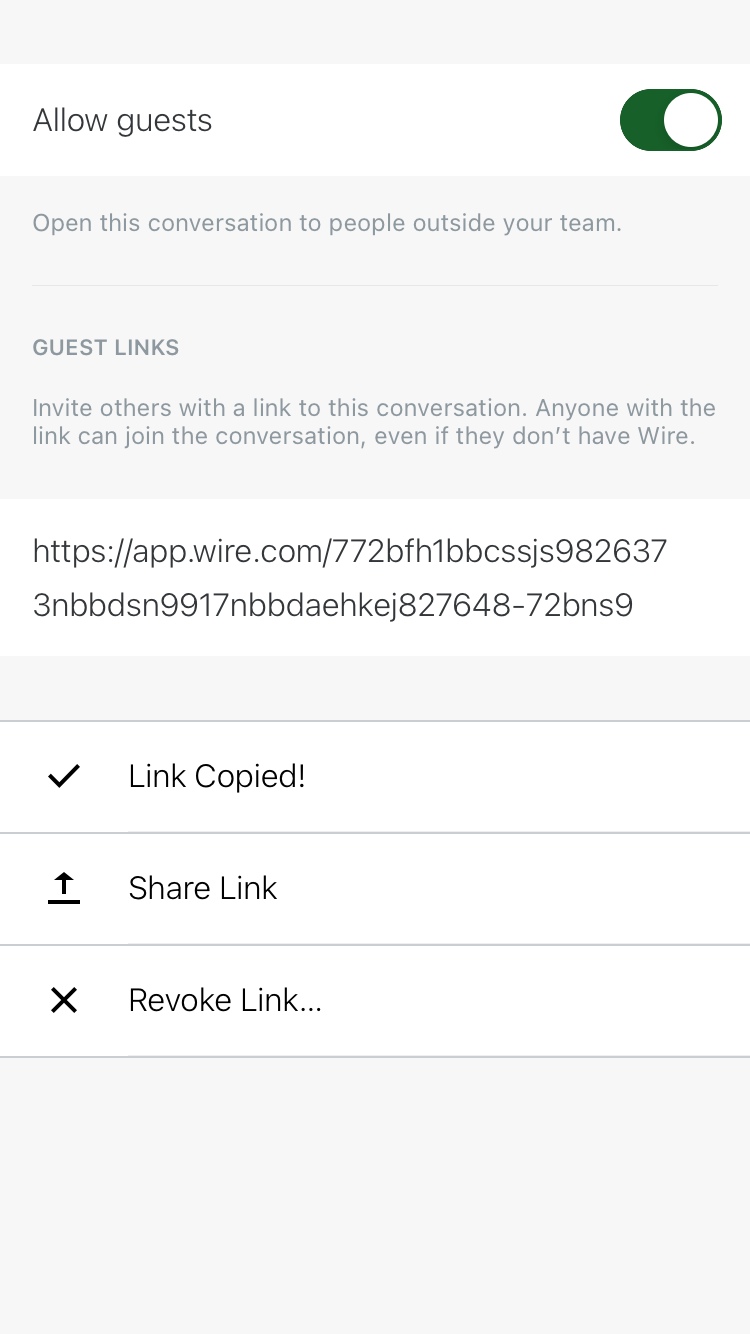 Allow guests
Open this conversation to people outside your team.
GUEST LINKS
Invite others with a link to this conversation. Anyone with the
link can join the conversation, even if they don’t have Wire.
https://app.wire.com/772bfh1bbcssjs982637
3nbbdsn9917nbbdaehkej827648-72bns9
Link Copied!
Share Link
Revoke Link...